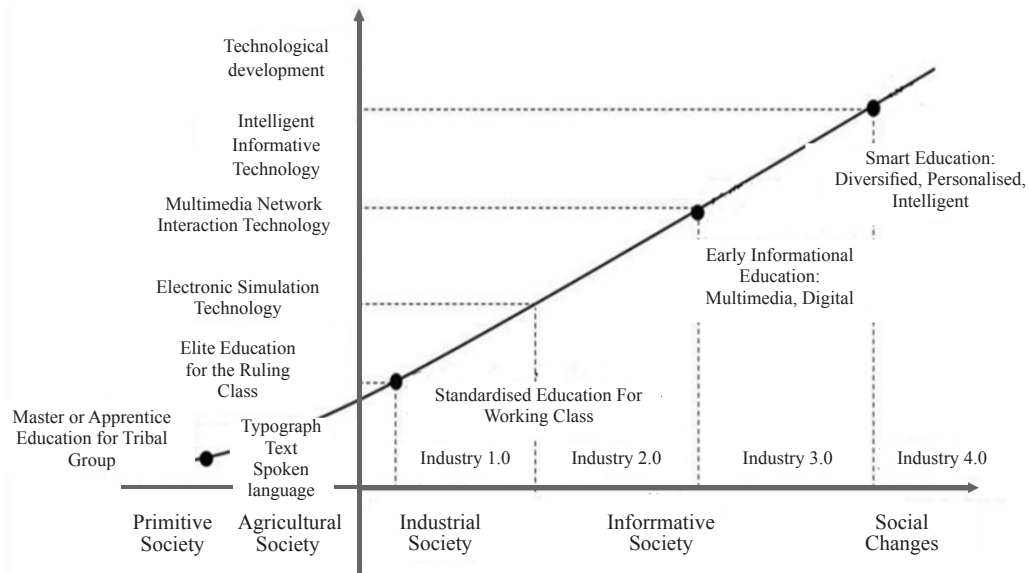 Technological
development
Intelligent
Informative
Technology
Smart Education:
Diversified, Personalised,
Intelligent
Multimedia Network
Interaction Technology
Early Informational
Education:
Multimedia, Digital
Electronic Simulation
Technology
Elite Education
for the Ruling
Class
Standardised Education For
Working Class
Master or Apprentice
Education for Tribal
Group
Typograph
Text
Spoken
language
Industry 1.0
Industry 2.0
Industry 3.0
Industry 4.0
Primitive
Society
Agricultural
Society
Industrial
Society
Inforrmative
Society
Social
Changes